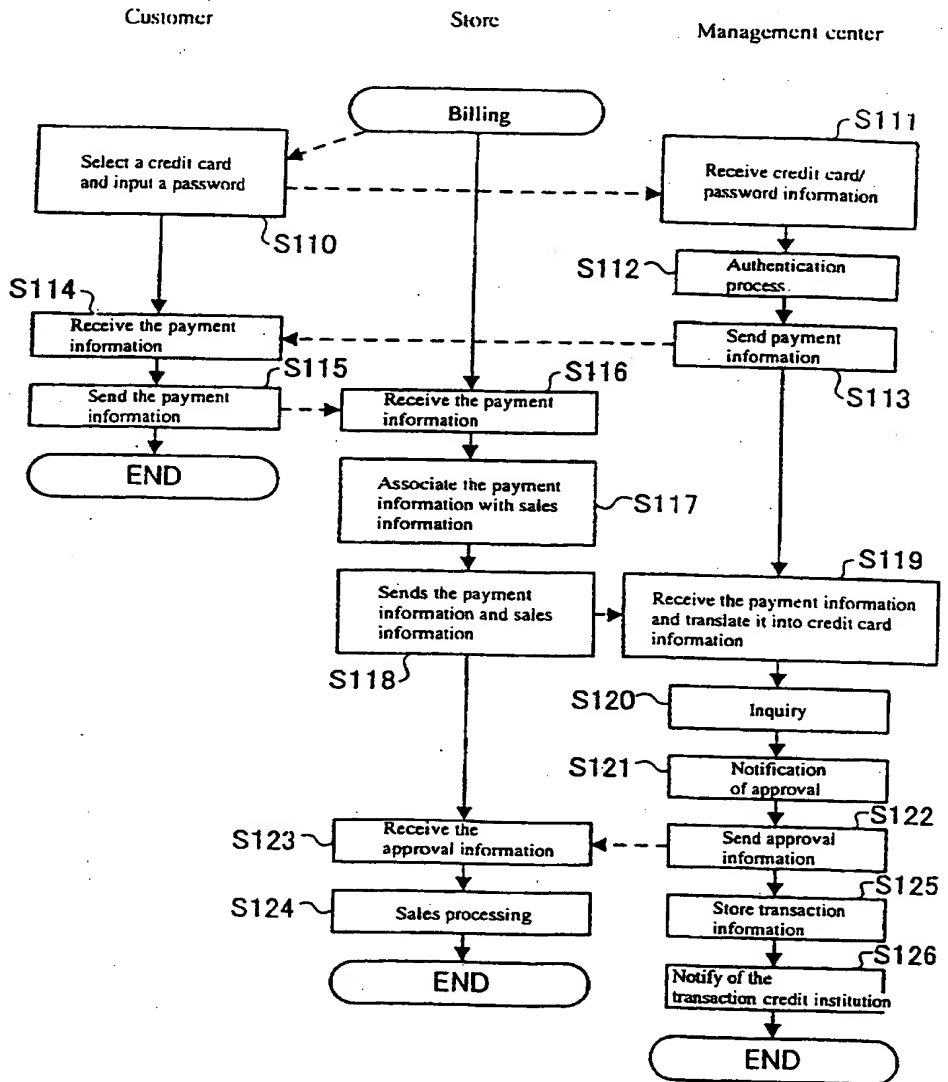 Customer
Store
Management center
Billing
S111
Select a credit card
and input a password
Receive credit card/
password information
S110
S112
Authentication
process
S114
Receive the payment
information
Send payment
information
S115
S116
S113
Send the payment
information
Receive the payment
information
END
Associate the payment
information with sales
information
S117
S119
Sends the payment
information and sales
information
Receive the payment information
and translate it into credit card
information
S118
S120
Inquiry
S121
Notification
of approval
S122
S123
Receive the
approval information
Send approval
information
S125
S124
Sales processing
Store transaction
information
S126
END
Notify of the
transaction credit institution
END